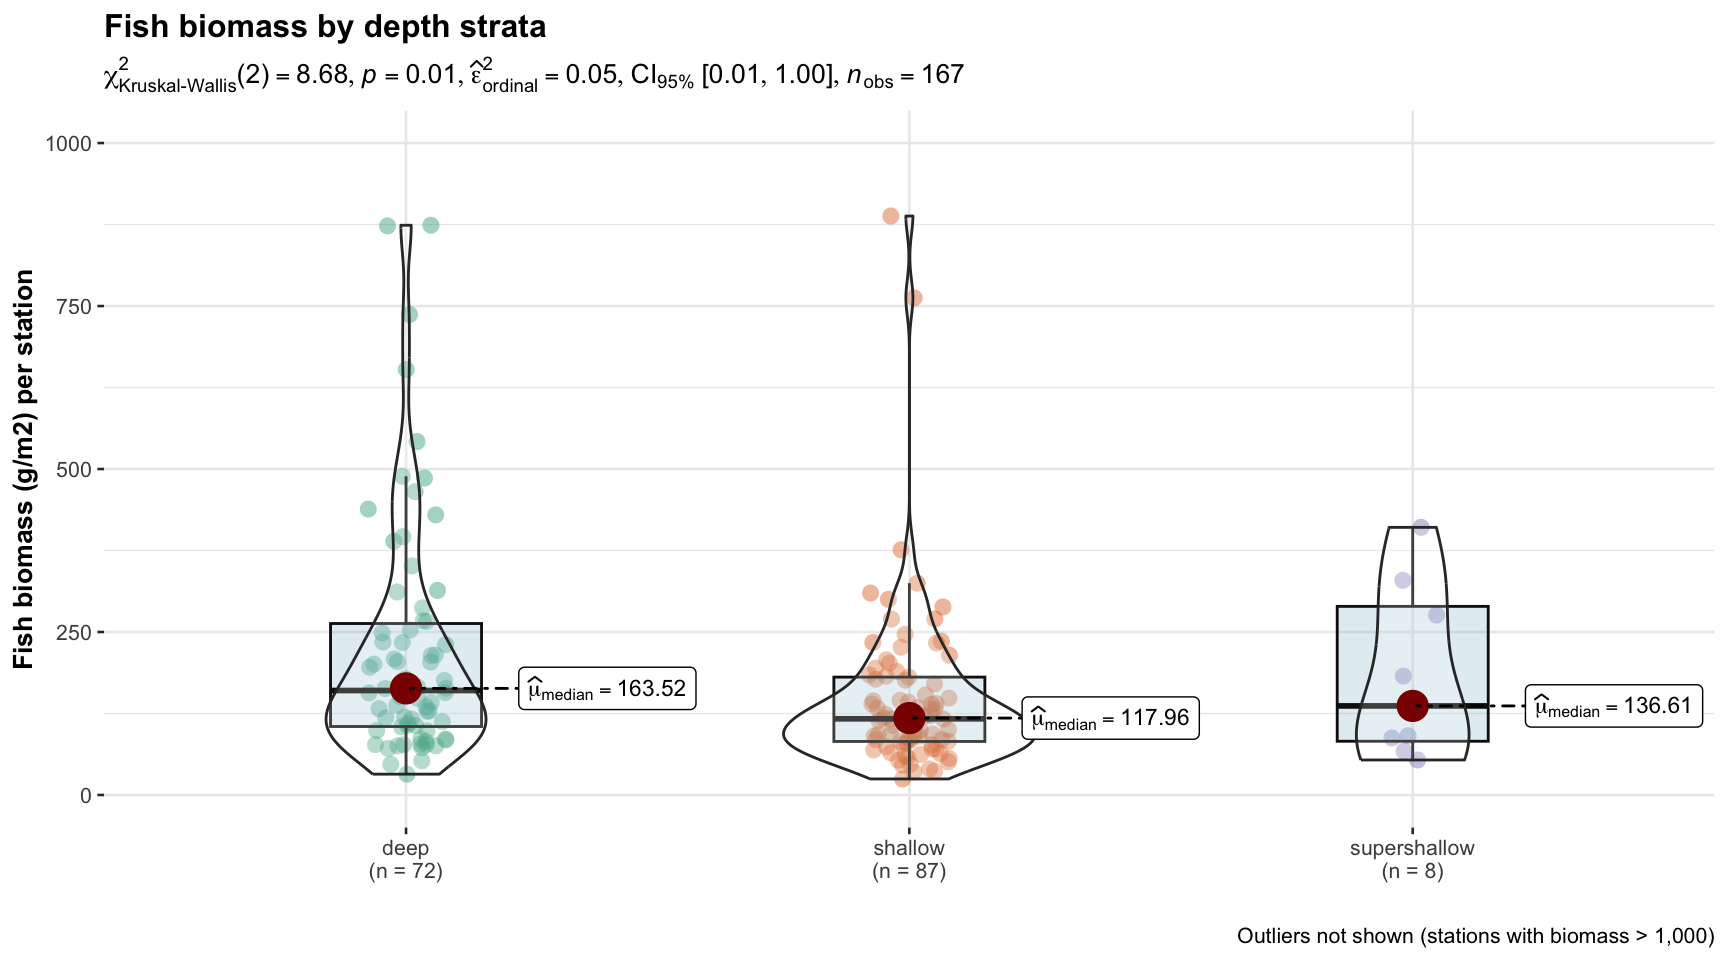 Fish biomass by depth strata
χ²Kruskal-Wallis(2) = 8.68, p = 0.01, ε̂²ordinal = 0.05, CI95% [0.01, 1.00], nobs = 167
1000
750
500
250
0
Fish biomass (g/m2) per station
μ̂median = 163.52
μ̂median = 117.96
μ̂median = 136.61
deep
(n = 72)
shallow
(n = 87)
supershallow
(n = 8)
Outliers not shown (stations with biomass > 1,000)